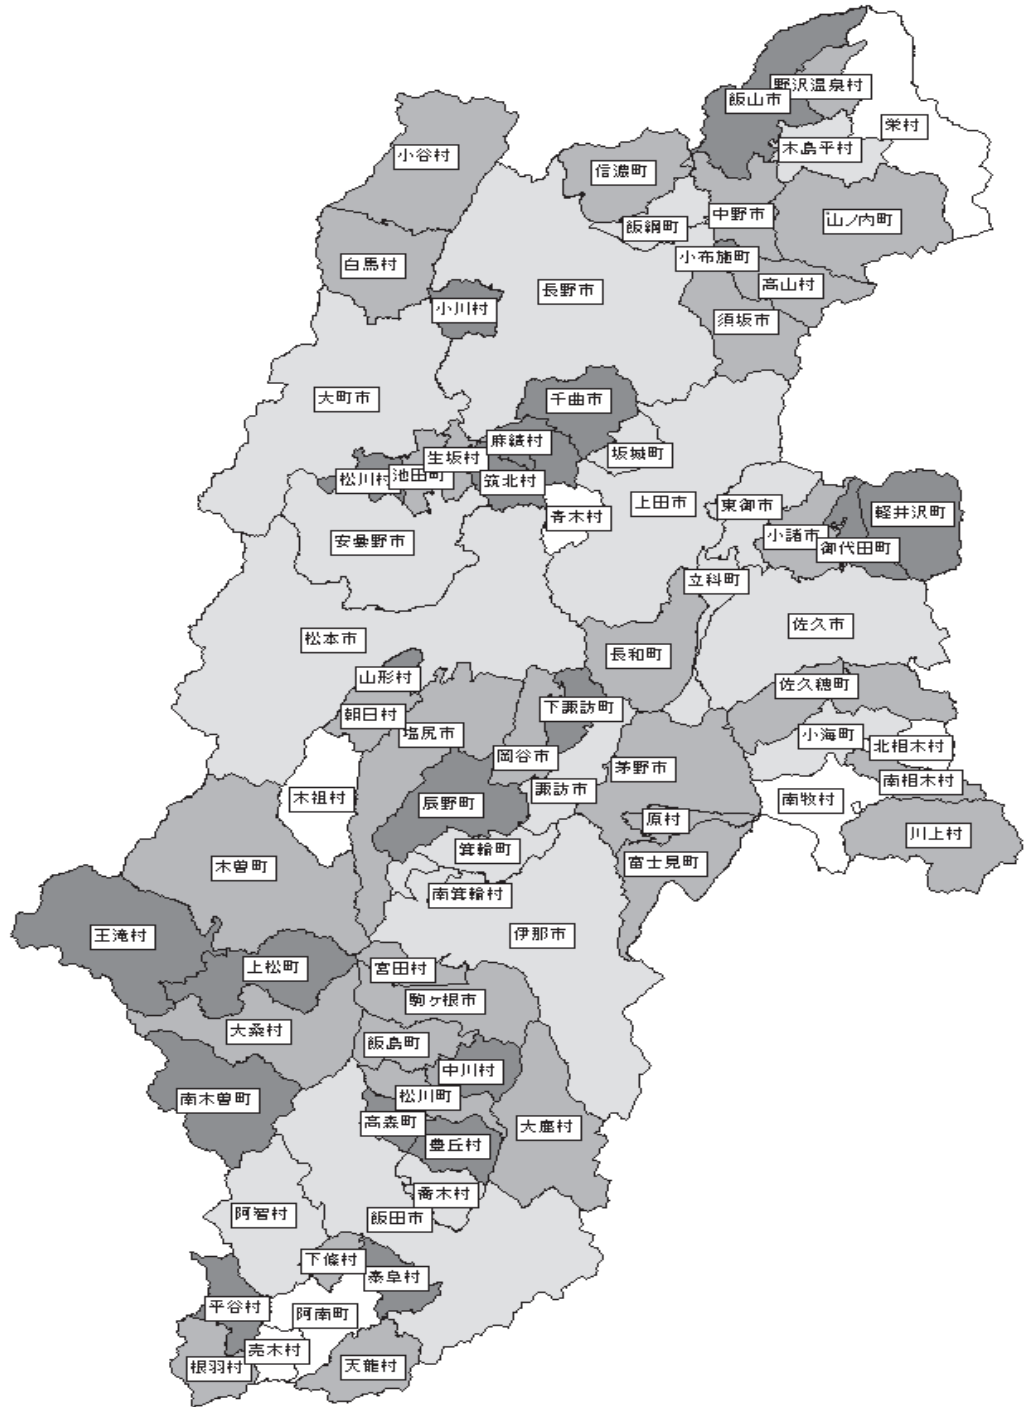 野沢温泉村
飯山市
栄村
木島平村
小谷村
信濃町
中野市
山ノ内町
飯綱町
小布施町
白馬村
高山村
長野市
小川村
須坂市
大町市
千曲市
麻績村
坂城町
生坂村
松川村
池田町
筑北村
上田市
東御市
軽井沢町
青木村
小諸市
安曇野市
御代田町
立科町
佐久市
松本市
長和町
山形村
佐久穂町
下諏訪町
朝日村
塩尻市
小海町
北相木村
岡谷市
茅野市
南相木村
諏訪市
木祖村
南牧村
辰野町
原村
川上村
箕輪町
富士見町
木曽町
南箕輪村
王滝村
伊那市
上松町
宮田村
駒ヶ根市
大桑村
飯島町
中川村
南木曽町
松川町
高森町
大鹿村
豊丘村
喬木村
阿智村
飯田市
下條村
泰阜村
平谷村
阿南町
売木村
根羽村
天龍村